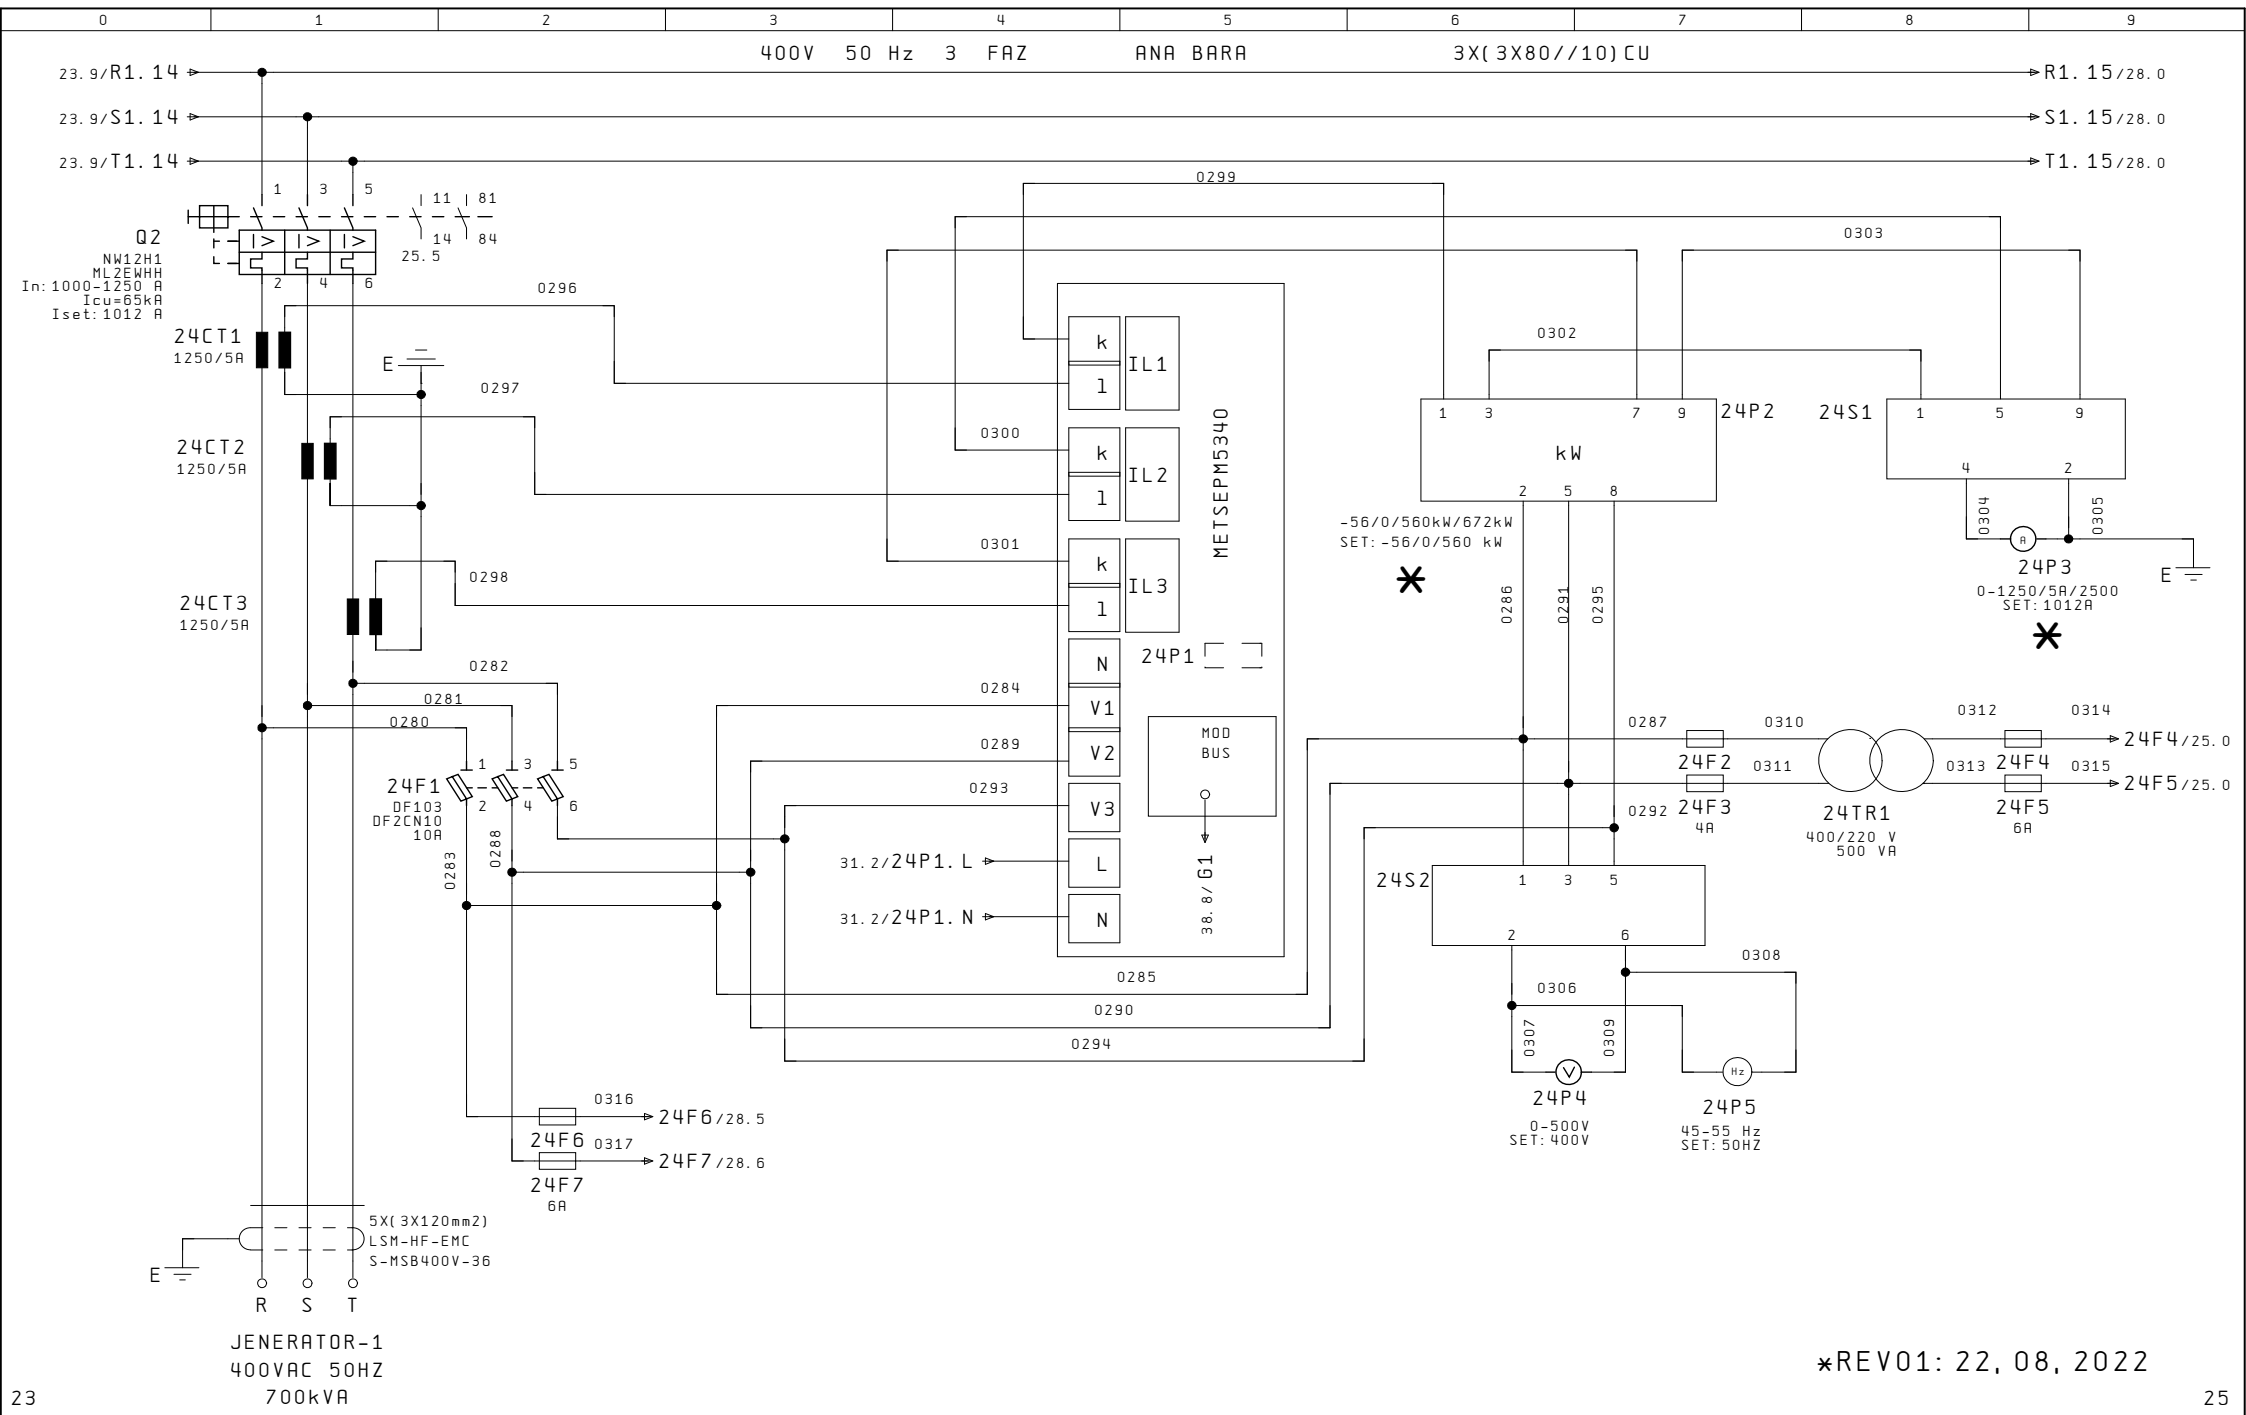 0 1 2 3 4 5 6 7 8 9
400V 50 Hz 3 FAZ ANA BARA 3X(3X80//10)CU
23.9/R1.14 R1.15/28.0
23.9/S1.14 S1.15/28.0
23.9/T1.14 T1.15/28.0
1 3 5 11 81
14 84
25.5
Q2
NW12H1
ML2EWHH
In:1000-1250 A
Icu=65kA
Iset:1012 A
I> I> I>
2 4 6
0299
0303
0296
0302
24CT1
1250/5A
E
0297
24CT2
1250/5A
0298
24CT3
1250/5A
k
l
IL1
0300
k
l
IL2
0301
k
l
IL3
METSEPM5340
24P1
N
V1
V2
V3
L
N
MOD
BUS
38.8/G1
1 3 7 9
24P2
kW
2 5 8
-56/0/560kW/672kW
SET:-56/0/560 kW
*
24S1
1 5 9
4 2
0304
0305
A
24P3
0-1250/5A/2500
SET:1012A
*
E
0286
0291
0295
0282
0281
0280
0284
0289
0293
24F1
DF103
DF2CN10
10A
1 3 5
2 4 6
0283
0288
31.2/24P1.L
31.2/24P1.N
0287 0310 0312 0314
24F2 24F4
24F4/25.0
0311 0313 0315
24F3
4A
24F5
6A
24F5/25.0
0292
24TR1
400/220 V
500 VA
24S2
1 3 5
2 6
0285
0290
0294
0306
0308
0307
0309
V
24P4
0-500V
SET:400V
Hz
24P5
45-55 Hz
SET:50HZ
0316
24F6 24F6/28.5
0317
24F7 24F7/28.6
6A
5X(3X120mm2)
LSM-HF-EMC
S-MSB400V-36
E
R S T
JENERATOR-1
400VAC 50HZ
700kVA
*REV01:22,08,2022
23 25